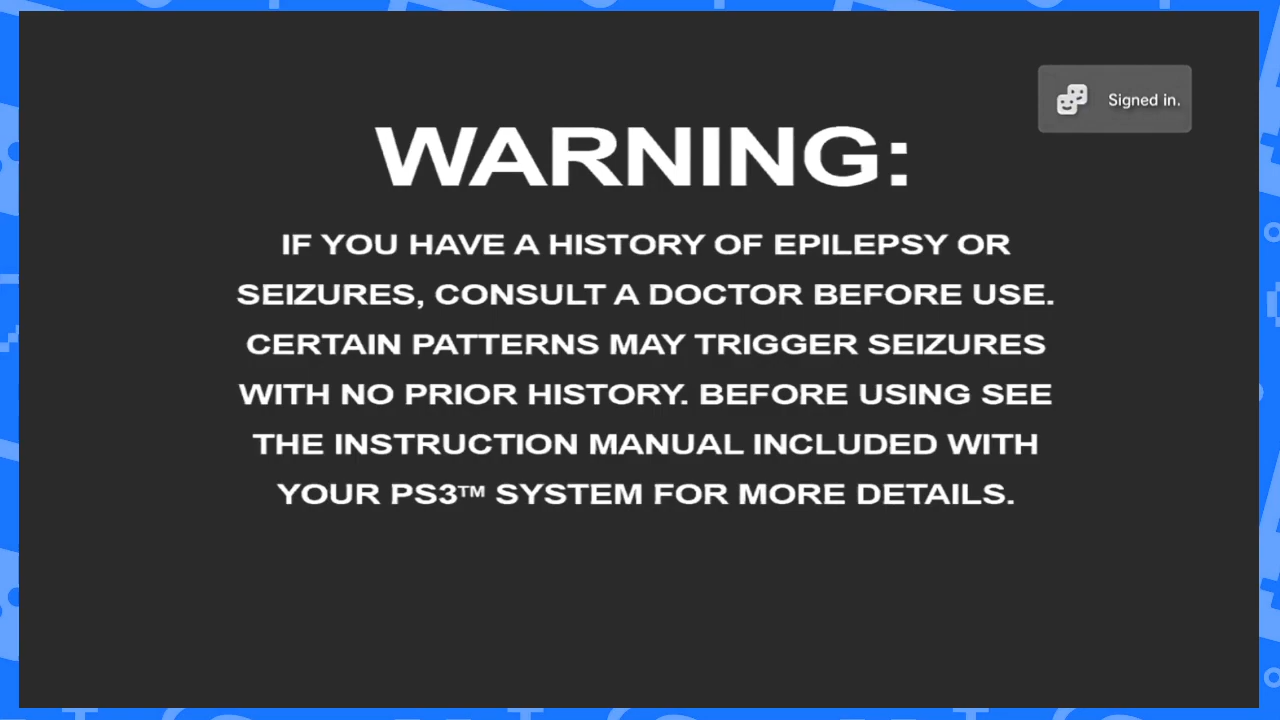 Signed in.
WARNING:
IF YOU HAVE A HISTORY OF EPILEPSY OR
SEIZURES, CONSULT A DOCTOR BEFORE USE.
CERTAIN PATTERNS MAY TRIGGER SEIZURES
WITH NO PRIOR HISTORY. BEFORE USING SEE
THE INSTRUCTION MANUAL INCLUDED WITH
YOUR PS3™ SYSTEM FOR MORE DETAILS.